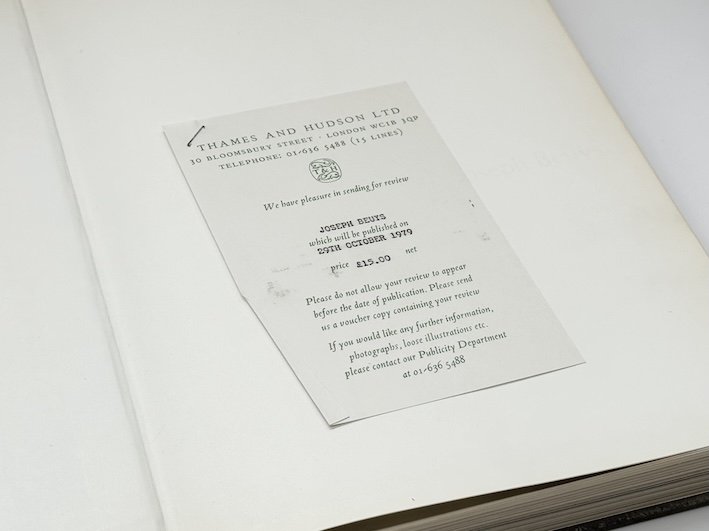 THAMES AND HUDSON LTD
30 BLOOMSBURY STREET · LONDON WC1B 3QP
TELEPHONE: 01-636 5488 (15 LINES)
T&H
We have pleasure in sending for review
JOSEPH BEUYS
which will be published on
29TH OCTOBER 1979
price £15.00 net
Please do not allow your review to appear
before the date of publication. Please send
us a voucher copy containing your review
If you would like any further information,
photographs, loose illustrations etc.
please contact our Publicity Department
at 01-636 5488